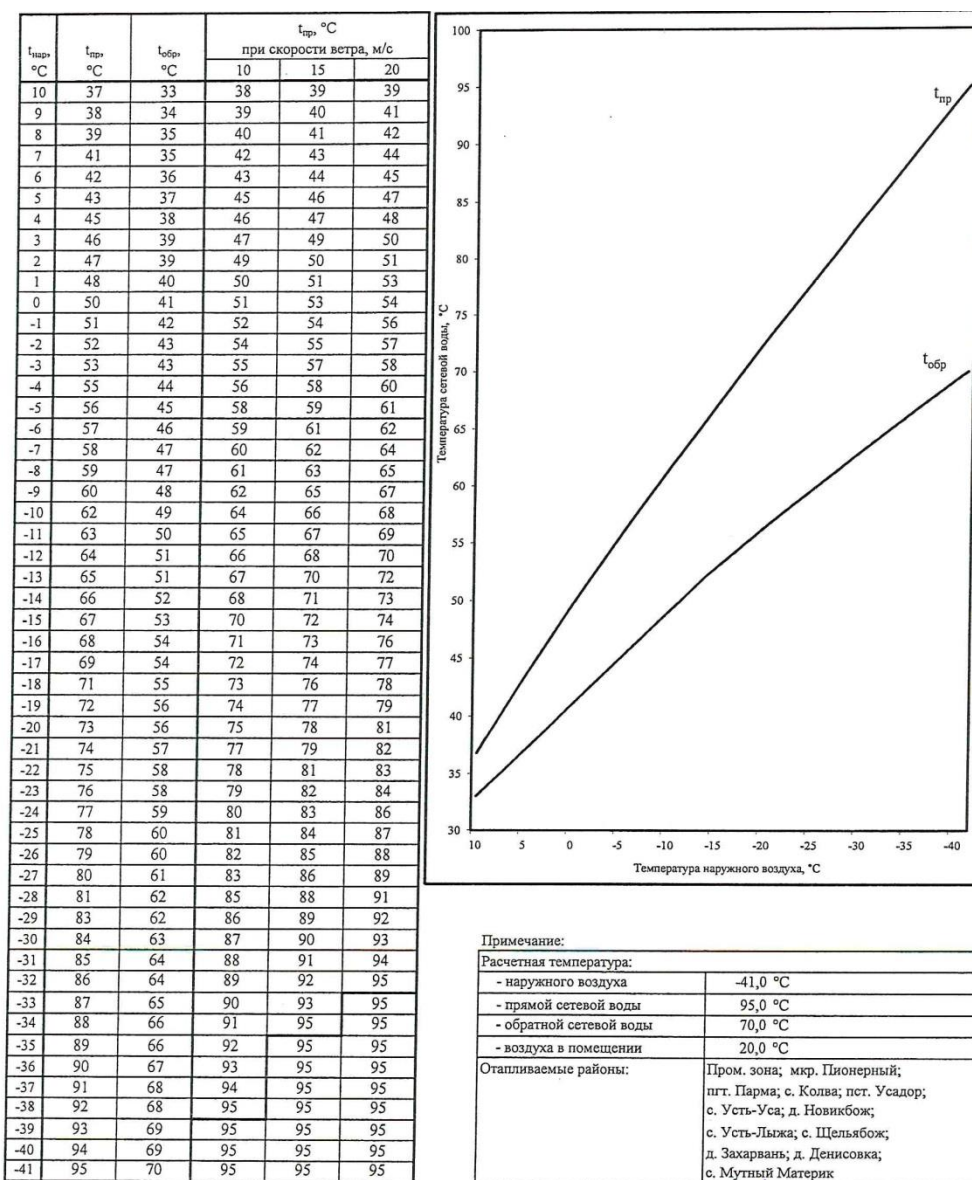 t_нар, °C t_пр, °C t_обр, °C t_пр, °C
при скорости ветра, м/с
10 15 20
10 37 33 38 39 39
9 38 34 39 40 41
8 39 35 40 41 42
7 41 35 42 43 44
6 42 36 43 44 45
5 43 37 45 46 47
4 45 38 46 47 48
3 46 39 47 49 50
2 47 39 49 50 51
1 48 40 50 51 53
0 50 41 51 53 54
-1 51 42 52 54 56
-2 52 43 54 55 57
-3 53 43 55 57 58
-4 55 44 56 58 60
-5 56 45 58 59 61
-6 57 46 59 61 62
-7 58 47 60 62 64
-8 59 47 61 63 65
-9 60 48 62 65 67
-10 62 49 64 66 68
-11 63 50 65 67 69
-12 64 51 66 68 70
-13 65 51 67 70 72
-14 66 52 68 71 73
-15 67 53 70 72 74
-16 68 54 71 73 76
-17 69 54 72 74 77
-18 71 55 73 76 78
-19 72 56 74 77 79
-20 73 56 75 78 81
-21 74 57 77 79 82
-22 75 58 78 81 83
-23 76 58 79 82 84
-24 77 59 80 83 86
-25 78 60 81 84 87
-26 79 60 82 85 88
-27 80 61 83 86 89
-28 81 62 85 88 91
-29 83 62 86 89 92
-30 84 63 87 90 93
-31 85 64 88 91 94
-32 86 64 89 92 95
-33 87 65 90 93 95
-34 88 66 91 95 95
-35 89 66 92 95 95
-36 90 67 93 95 95
-37 91 68 94 95 95
-38 92 68 95 95 95
-39 93 69 95 95 95
-40 94 69 95 95 95
-41 95 70 95 95 95
Температура сетевой воды, °C
100
95
90
85
80
75
70
65
60
55
50
45
40
35
30
t_пр
t_обр
10 5 0 -5 -10 -15 -20 -25 -30 -35 -40
Температура наружного воздуха, °C
Примечание:
Расчетная температура:
- наружного воздуха -41,0 °C
- прямой сетевой воды 95,0 °C
- обратной сетевой воды 70,0 °C
- воздуха в помещении 20,0 °C
Отапливаемые районы: Пром. зона; мкр. Пионерный;
пгт. Парма; с. Колва; пст. Усадор;
с. Усть-Уса; д. Новикбож;
с. Усть-Лыжа; с. Щельябож;
д. Захарвань; д. Денисовка;
с. Мутный Материк